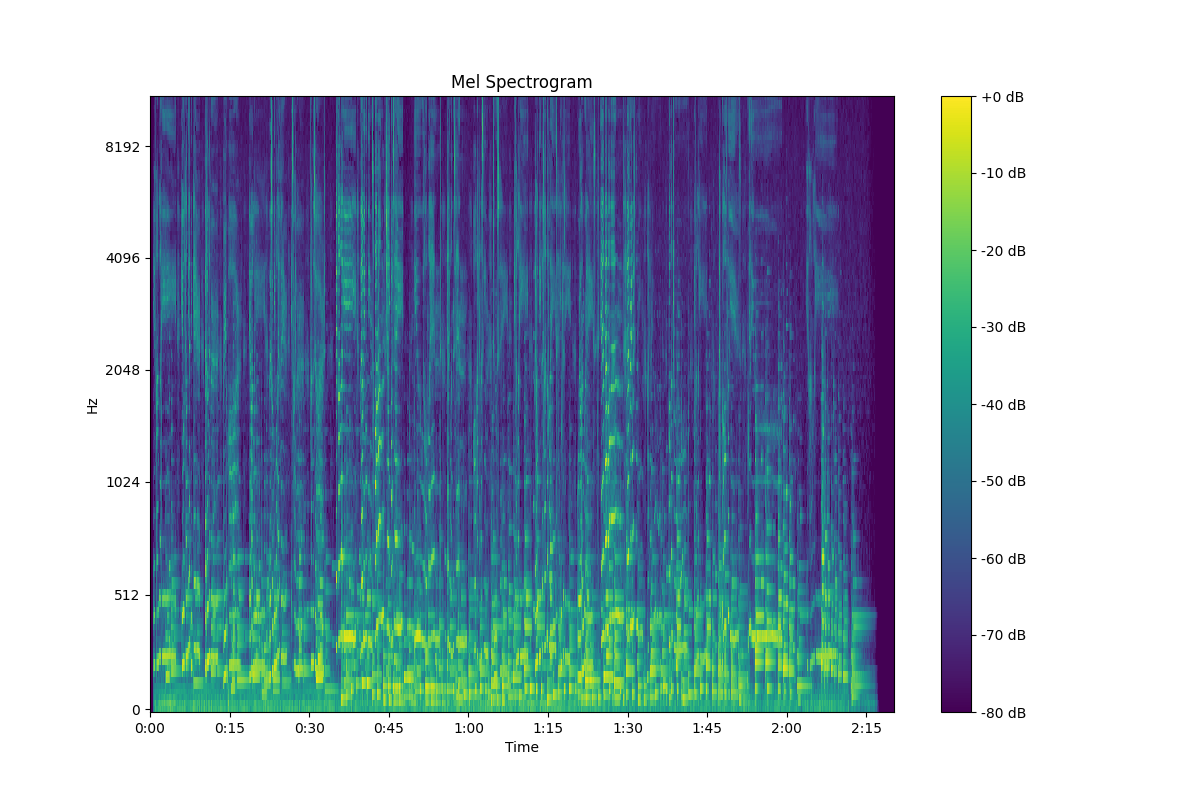 Mel Spectrogram
+0 dB
8192
-10 dB
-20 dB
4096
-30 dB
2048
-40 dB
Hz
1024
-50 dB
-60 dB
512
-70 dB
0
-80 dB
0:00 0:15 0:30 0:45 1:00 1:15 1:30 1:45 2:00 2:15
Time